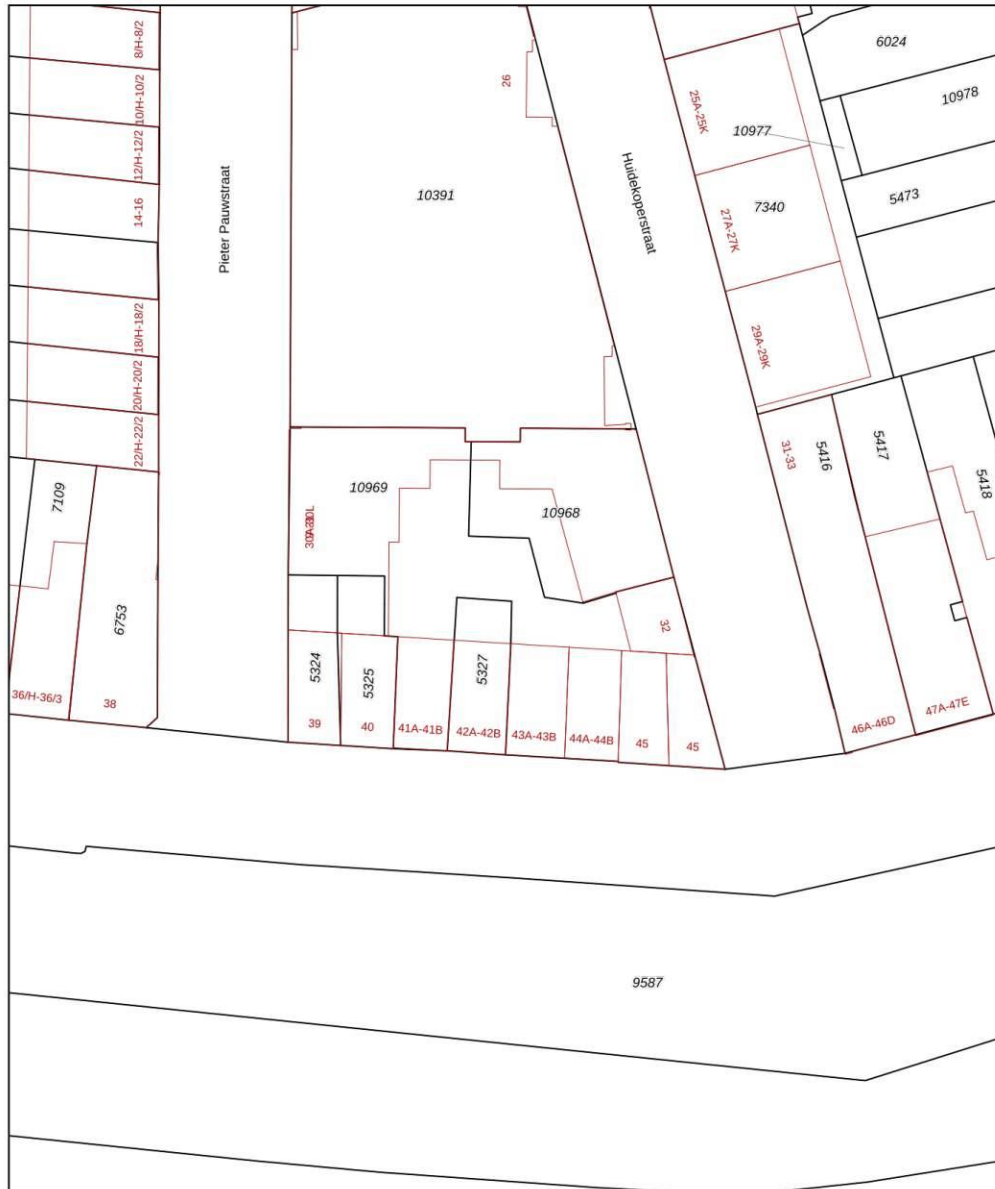 8/H-8/2
6024
26
10/H-10/2
10978
25A-25K
10977
12/H-12/2
10391
Huidekoperstraat
5473
Pieter Pauwstraat
14-16
7340
27A-27K
18/H-18/2
29A-29K
20/H-20/2
22/H-22/2
31-33
5416
5417
5418
7109
10969
10968
6753
32
5324
5325
5327
36/H-36/3
38
39
40
41A-41B
42A-42B
43A-43B
44A-44B
45
45
46A-46D
47A-47E
9587